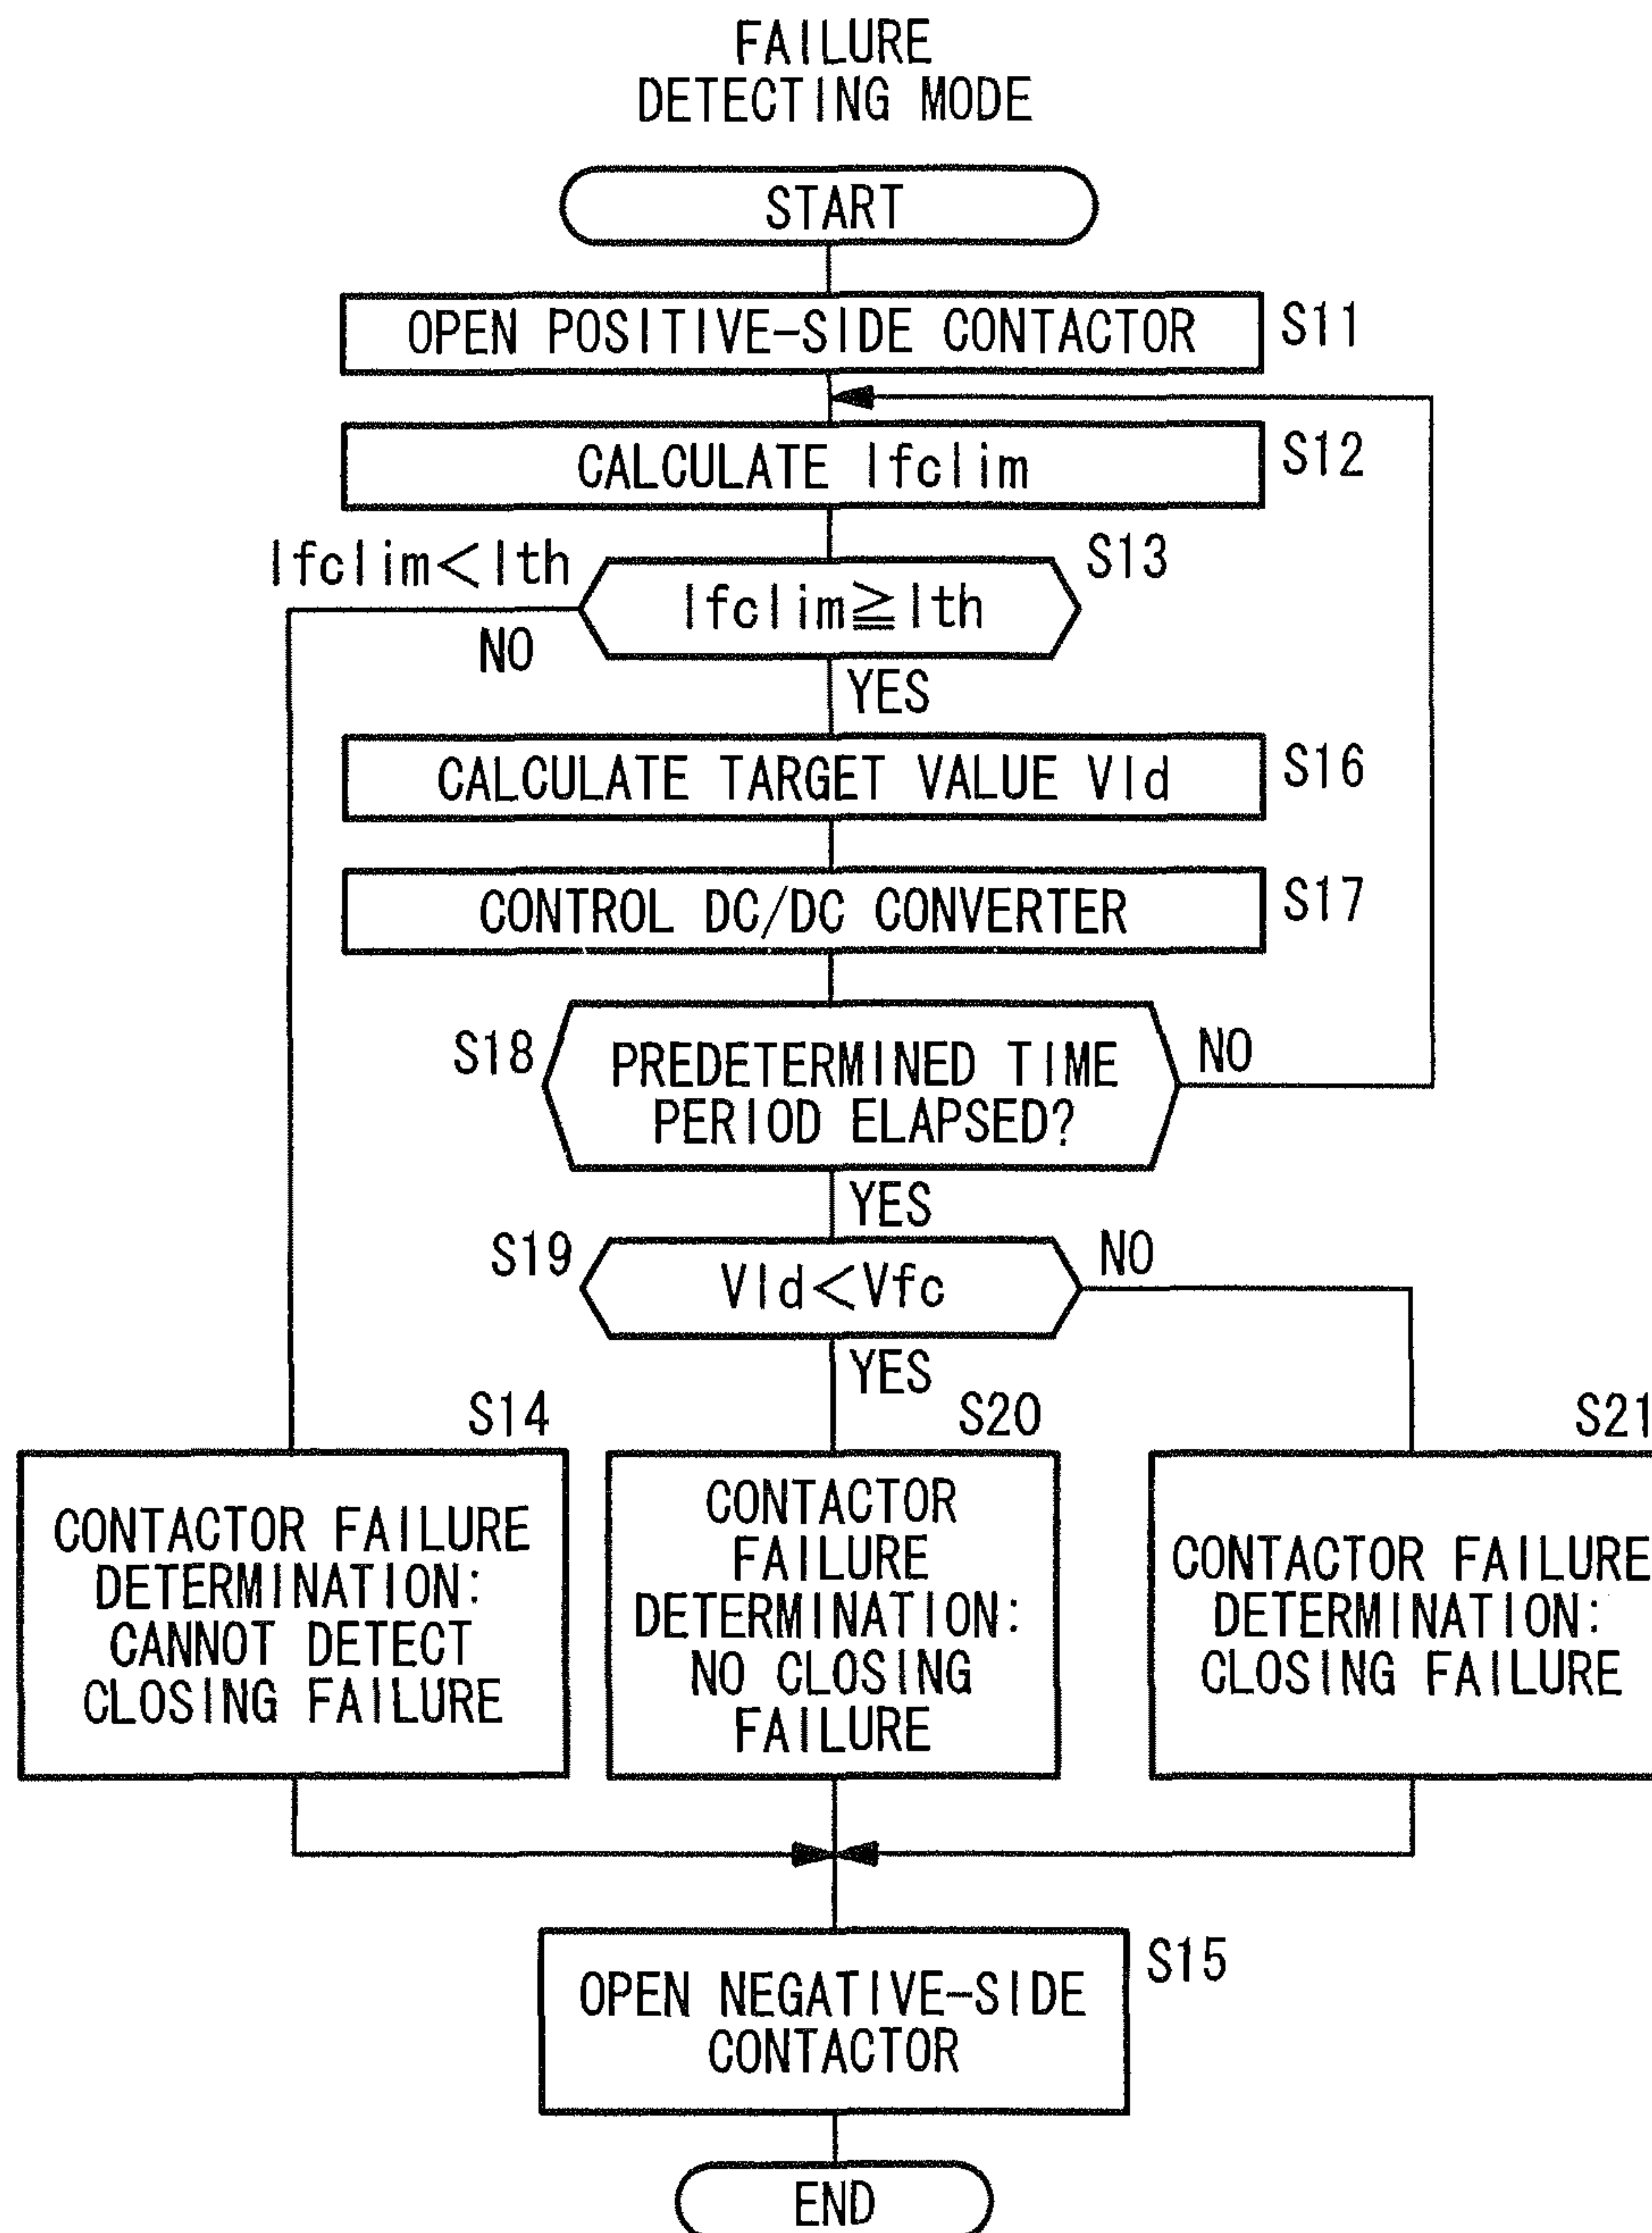 FAILURE
DETECTING MODE
START
OPEN POSITIVE-SIDE CONTACTOR
S11
CALCULATE Ifclim
S12
Ifclim<Ith
S13
Ifclim≧Ith
NO
YES
CALCULATE TARGET VALUE Vld
S16
CONTROL DC/DC CONVERTER
S17
S18
PREDETERMINED TIME
PERIOD ELAPSED?
NO
YES
S19
Vld<Vfc
NO
YES
S14
CONTACTOR FAILURE
DETERMINATION:
CANNOT DETECT
CLOSING FAILURE
S20
CONTACTOR
FAILURE
DETERMINATION:
NO CLOSING
FAILURE
S21
CONTACTOR FAILURE
DETERMINATION:
CLOSING FAILURE
OPEN NEGATIVE-SIDE
CONTACTOR
S15
END